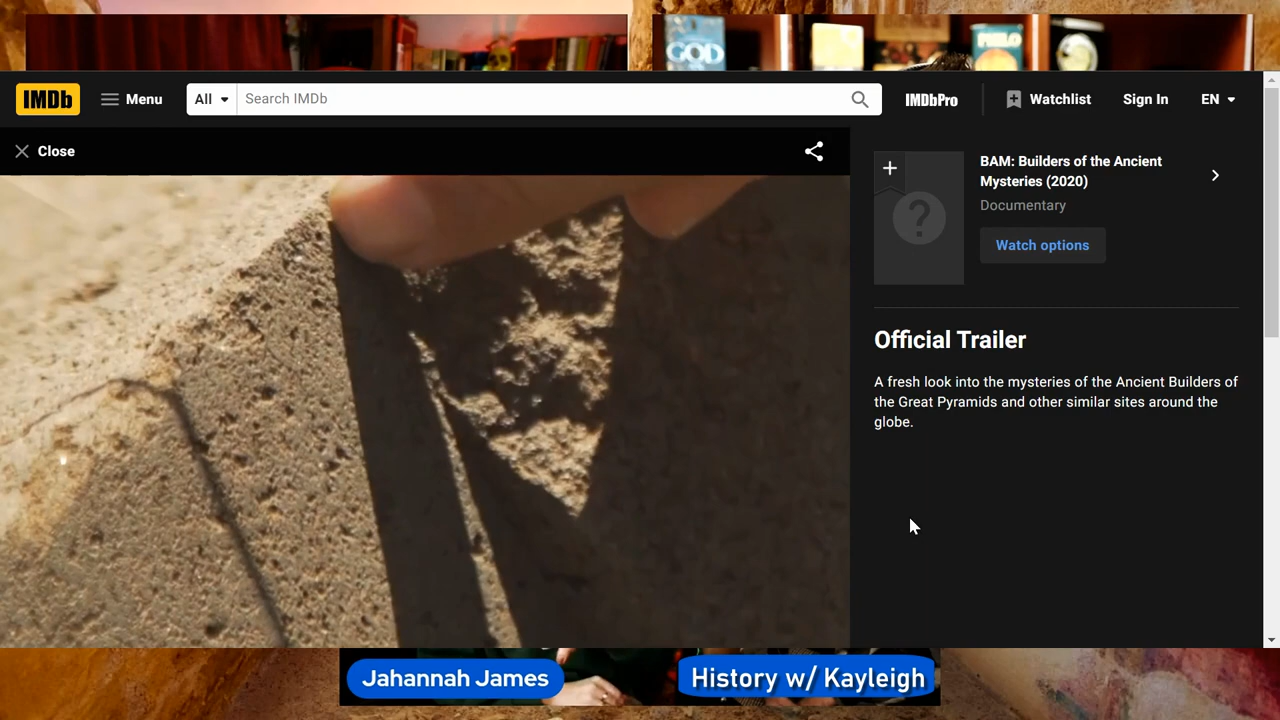 GOD
PHILO
IMDb
Menu
All
Search IMDb
IMDbPro
Watchlist
Sign In
EN
Close
BAM: Builders of the Ancient
Mysteries (2020)
Documentary
Watch options
Official Trailer
A fresh look into the mysteries of the Ancient Builders of
the Great Pyramids and other similar sites around the
globe.
Jahannah James
History w/ Kayleigh